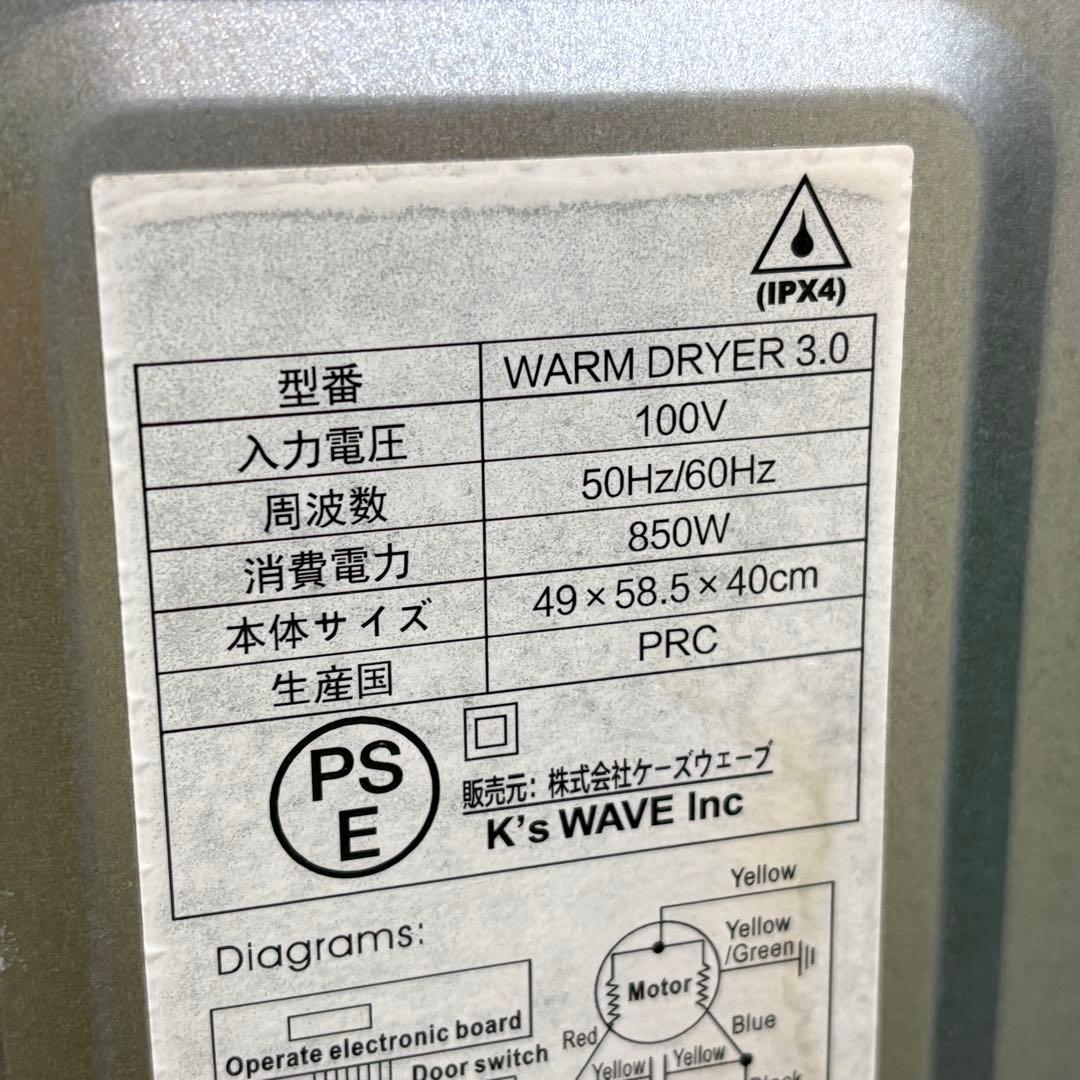 (IPX4)
型番 WARM DRYER 3.0
入力電圧 100V
周波数 50Hz/60Hz
消費電力 850W
本体サイズ 49×58.5×40cm
生産国 PRC
PS
E
販売元: 株式会社ケーズウェーブ
K's WAVE Inc
Diagrams:
Yellow
Yellow
/Green
Motor
Operate electronic board
Red
Blue
Door switch
Yellow
Yellow
Black